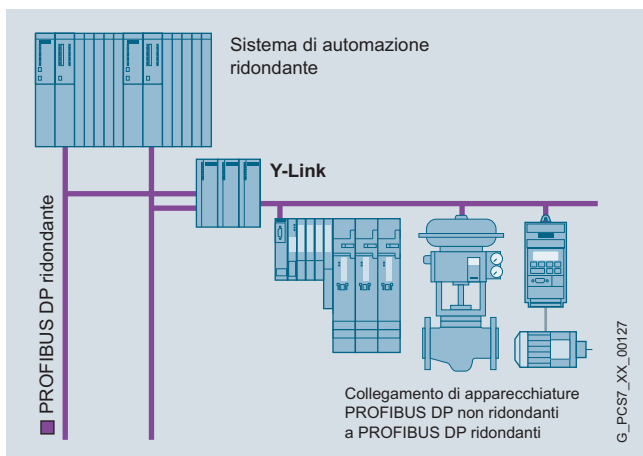 Sistema di automazione
ridondante
Y-Link
PROFIBUS DP ridondante
Collegamento di apparecchiature
PROFIBUS DP non ridondanti
a PROFIBUS DP ridondanti
G_PCS7_XX_00127